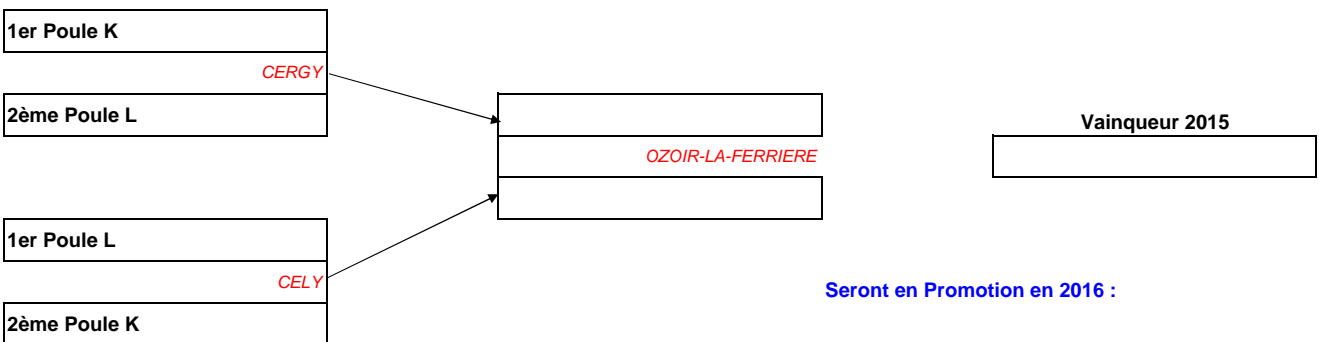 1er Poule K
CERGY
2ème Poule L
Vainqueur 2015
OZOIR-LA-FERRIERE
1er Poule L
CELY
Seront en Promotion en 2016 :
2ème Poule K